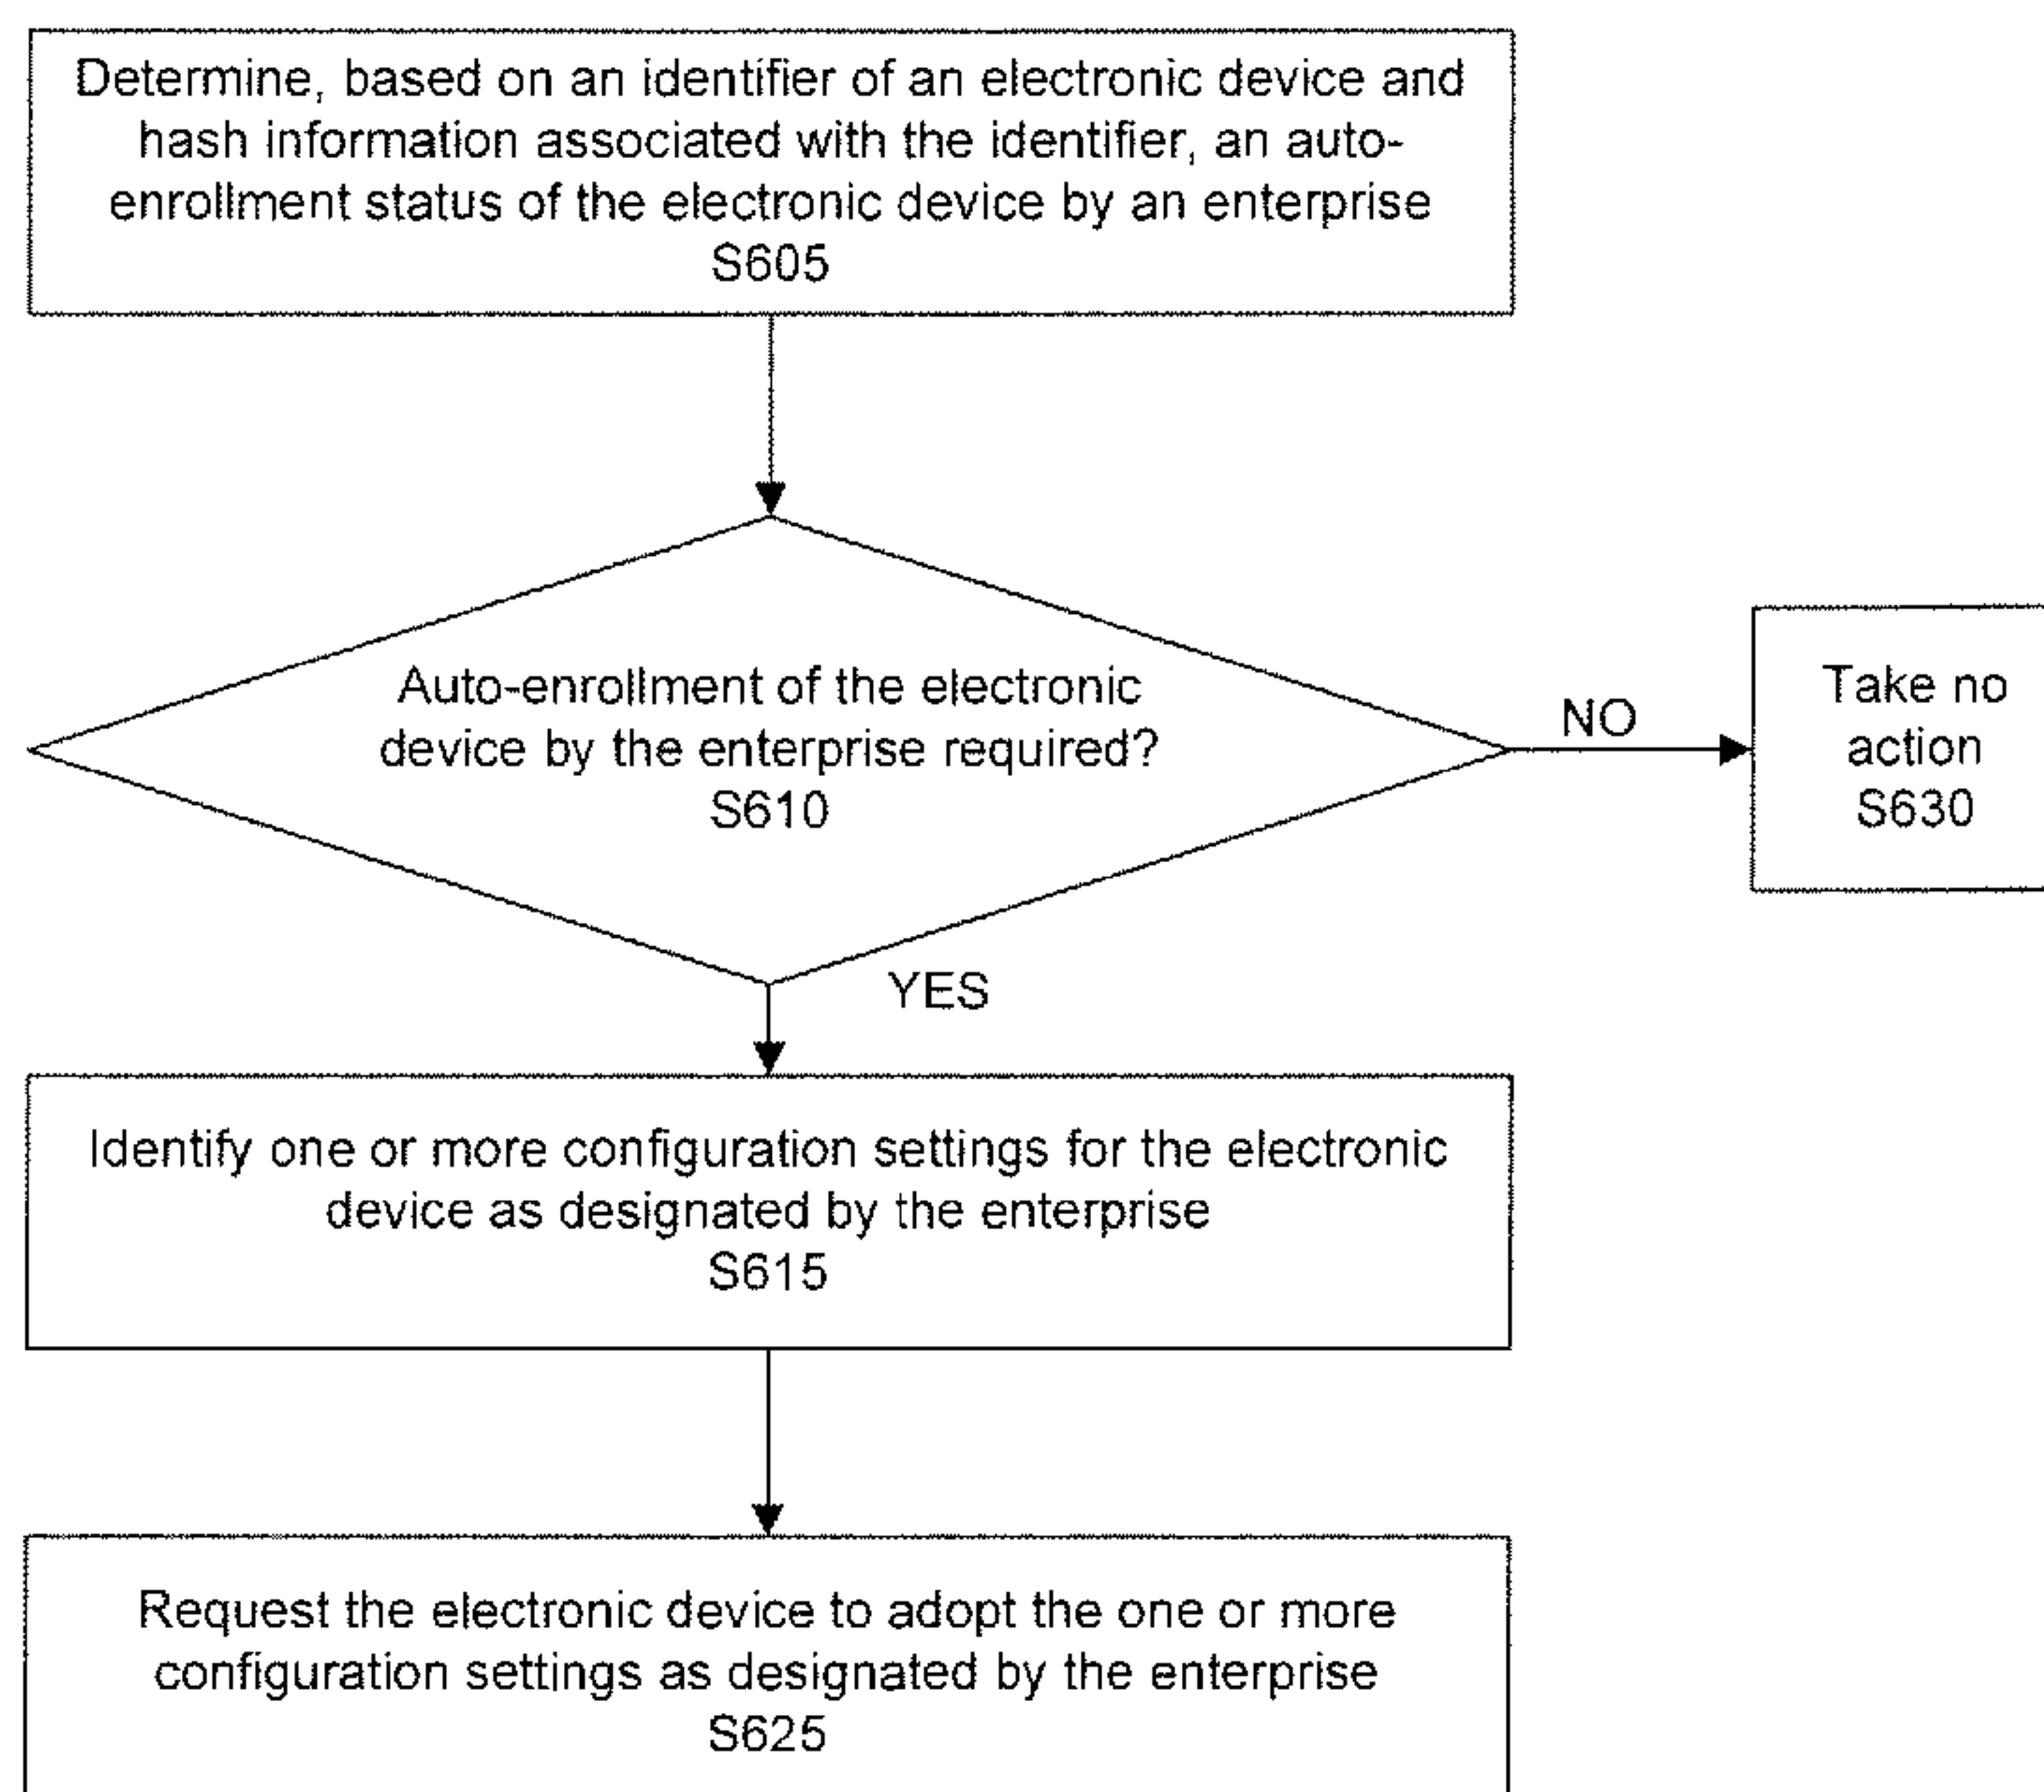 Determine, based on an identifier of an electronic device and
hash information associated with the identifier, an auto-
enrollment status of the electronic device by an enterprise
S605
Auto-enrollment of the electronic
device by the enterprise required?
S610
NO
Take no
action
S630
YES
Identify one or more configuration settings for the electronic
device as designated by the enterprise
S615
Request the electronic device to adopt the one or more
configuration settings as designated by the enterprise
S625